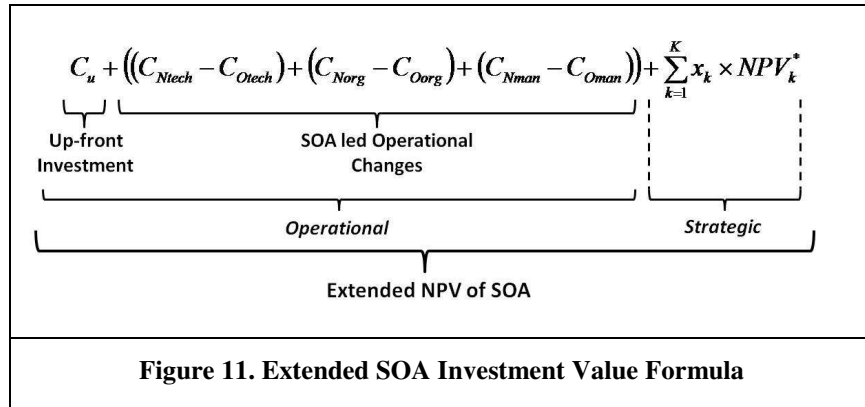 C_u + ((C_Ntech − C_Otech) + (C_Norg − C_Oorg) + (C_Nman − C_Oman)) + ∑_{k=1}^{K} x_k × NPV_k^*
Up-front
Investment
SOA led Operational
Changes
Operational
Strategic
Extended NPV of SOA
Figure 11. Extended SOA Investment Value Formula